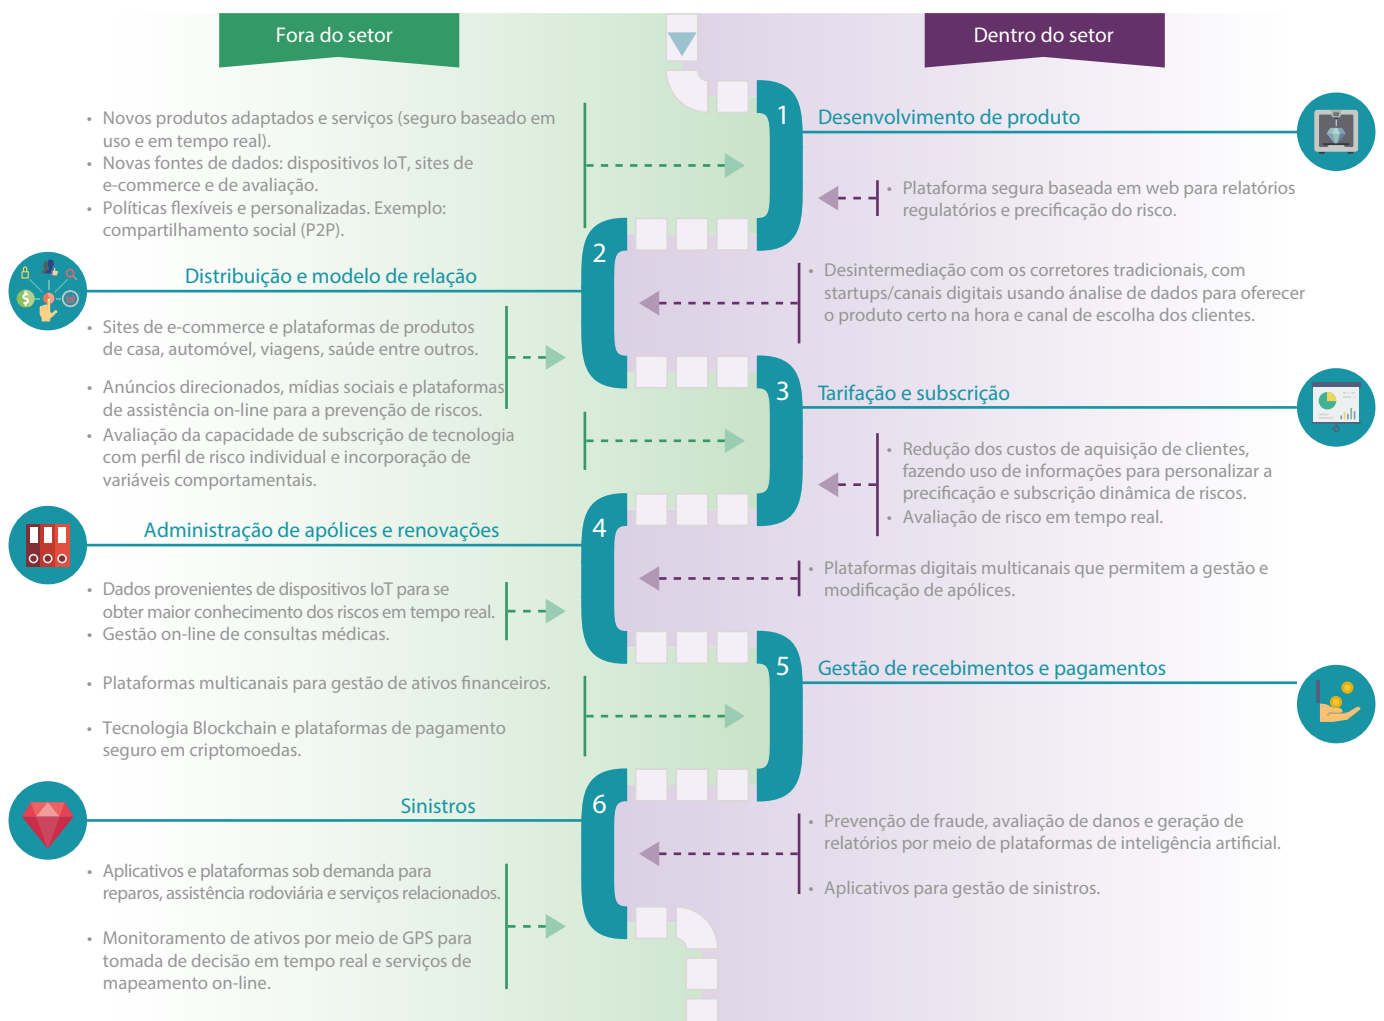 Fora do setor
Dentro do setor
1
Desenvolvimento de produto
• Novos produtos adaptados e serviços (seguro baseado em
uso e em tempo real).
• Novas fontes de dados: dispositivos IoT, sites de
e-commerce e de avaliação.
• Políticas flexíveis e personalizadas. Exemplo:
compartilhamento social (P2P).
• Plataforma segura baseada em web para relatórios
regulatórios e precificação do risco.
2
Distribuição e modelo de relação
• Sites de e-commerce e plataformas de produtos
de casa, automóvel, viagens, saúde entre outros.
• Anúncios direcionados, mídias sociais e plataformas
de assistência on-line para a prevenção de riscos.
• Desintermediação com os corretores tradicionais, com
startups/canais digitais usando ánalise de dados para oferecer
o produto certo na hora e canal de escolha dos clientes.
3
Tarifação e subscrição
• Avaliação da capacidade de subscrição de tecnologia
com perfil de risco individual e incorporação de
variáveis comportamentais.
• Redução dos custos de aquisição de clientes,
fazendo uso de informações para personalizar a
precificação e subscrição dinâmica de riscos.
• Avaliação de risco em tempo real.
4
Administração de apólices e renovações
• Dados provenientes de dispositivos IoT para se
obter maior conhecimento dos riscos em tempo real.
• Gestão on-line de consultas médicas.
• Plataformas digitais multicanais que permitem a gestão e
modificação de apólices.
5
Gestão de recebimentos e pagamentos
• Plataformas multicanais para gestão de ativos financeiros.
• Tecnologia Blockchain e plataformas de pagamento
seguro em criptomoedas.
6
Sinistros
• Aplicativos e plataformas sob demanda para
reparos, assistência rodoviária e serviços relacionados.
• Monitoramento de ativos por meio de GPS para
tomada de decisão em tempo real e serviços de
mapeamento on-line.
• Prevenção de fraude, avaliação de danos e geração de
relatórios por meio de plataformas de inteligência artificial.
• Aplicativos para gestão de sinistros.